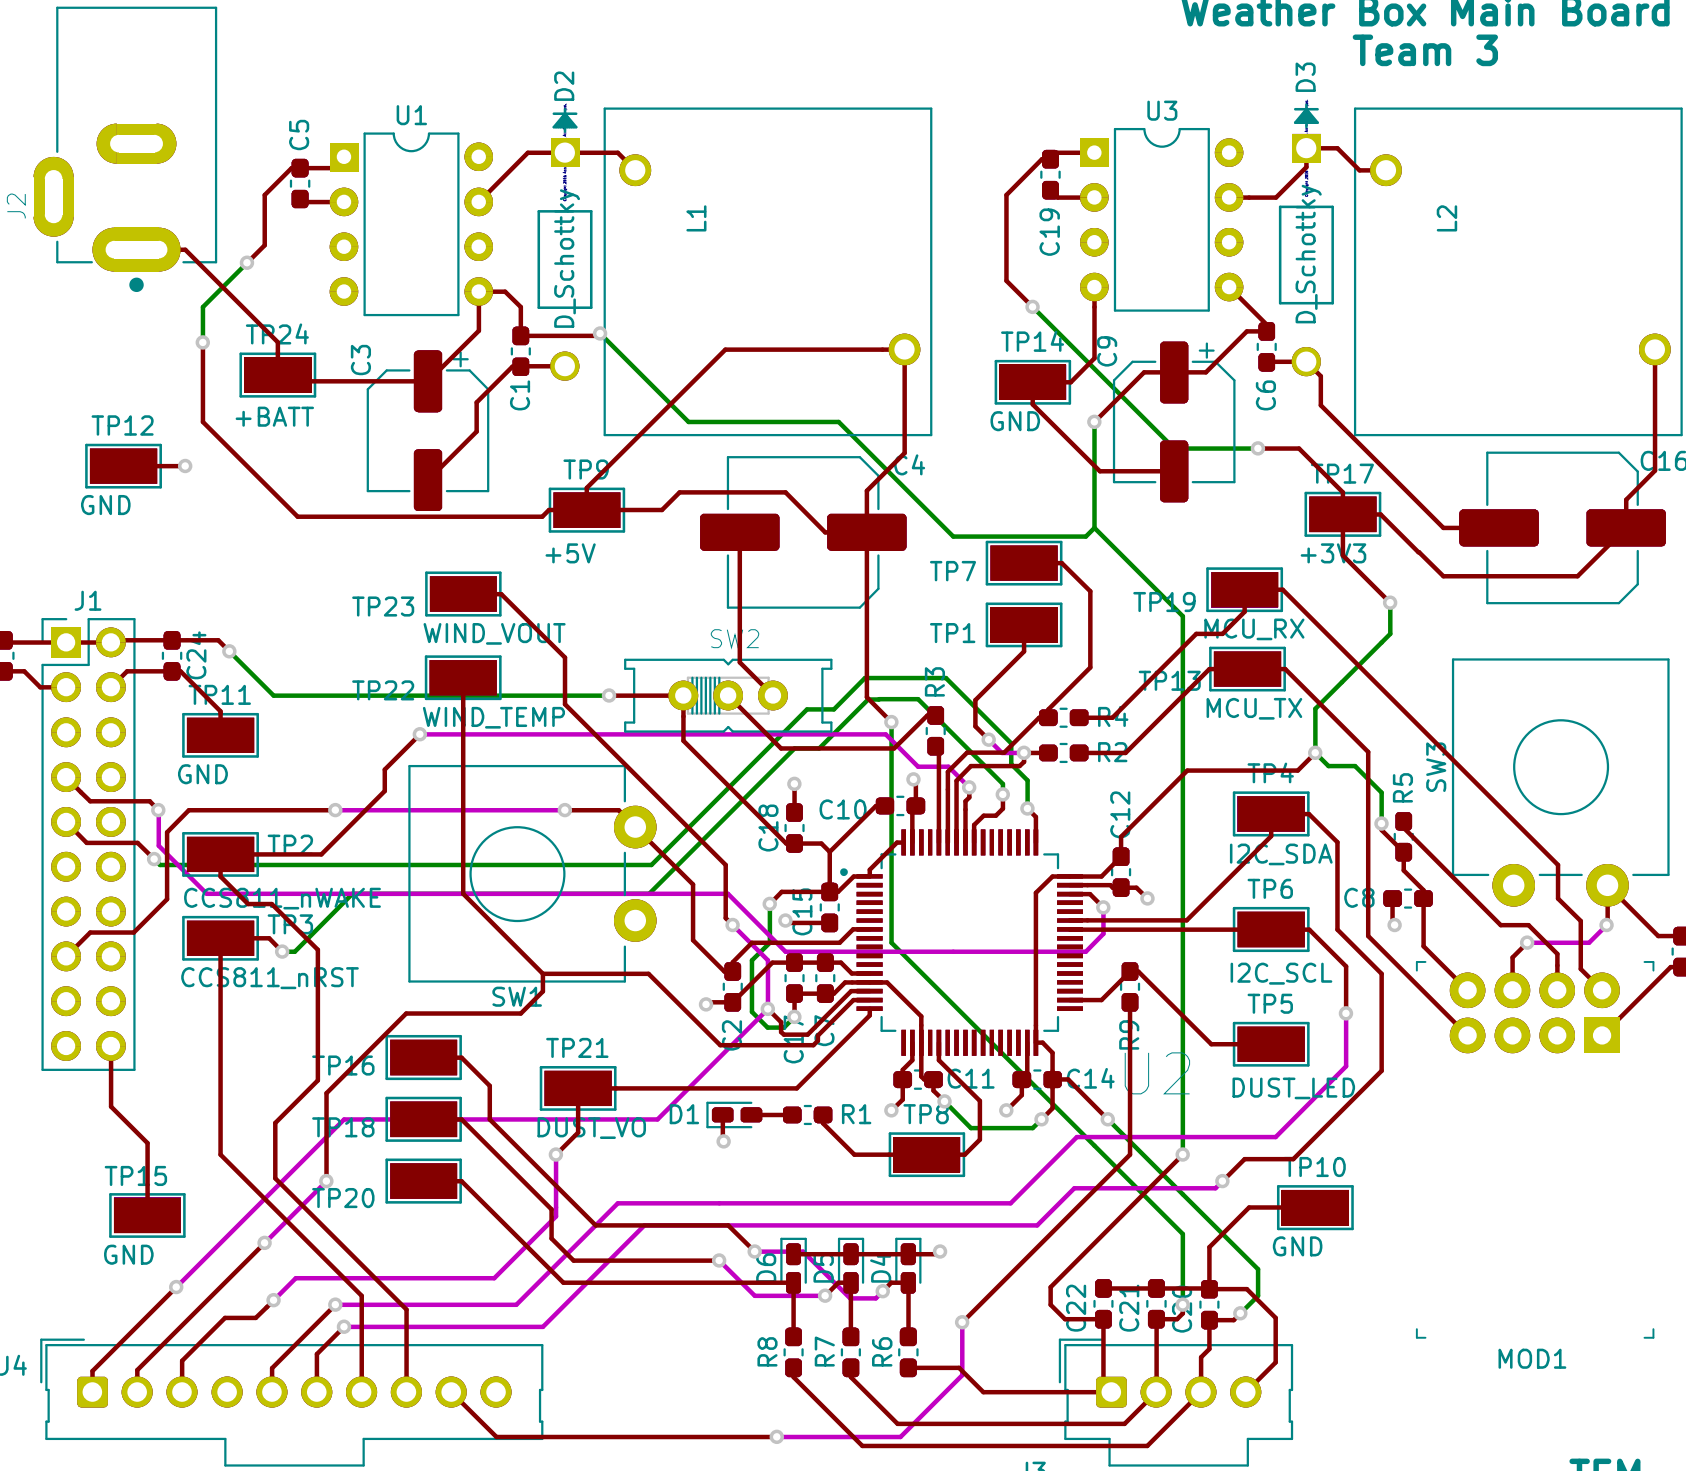 Weather Box Main Board
Team 3
D2
D3
C5
U1
U3
J2
C19
L1
L2
D_Schottky
D_Schottky
TP24
C3
+
C1
TP14
C9
+
C6
+BATT
GND
TP12
TP9
C4
TP17
C16
GND
+5V
+3V3
TP7
J1
TP23
TP19
WIND_VOUT
TP1
MCU_RX
SW2
C24
TP11
TP22
R3
TP13
WIND_TEMP
R4
MCU_TX
GND
R2
SW3
TP4
R5
C18
C10
C12
TP2
I2C_SDA
CCS811_nWAKE
TP6
C8
TP3
C15
CCS811_nRST
I2C_SCL
SW1
TP5
C2
C7
R9
TP16
TP21
U2
C11
C14
DUST_LED
D1
R1
TP8
TP18
DUST_VO
TP15
TP10
TP20
GND
GND
D6
D5
D4
C22
C21
R8
R7
R6
MOD1
J4
J3